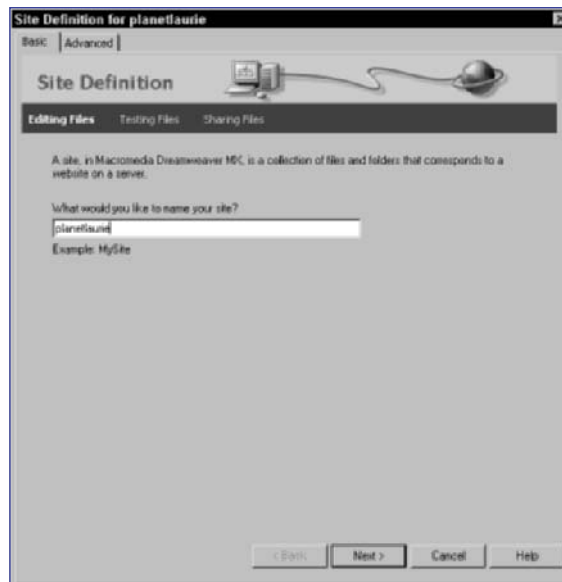 Site Definition for planetlaurie
Basic Advanced
Site Definition
Editing Files Testing Files Sharing Files
A site, in Macromedia Dreamweaver MX, is a collection of files and folders that corresponds to a
website on a server.
What would you like to name your site?
planetlaurie
Example: MySite
< Back Next > Cancel Help